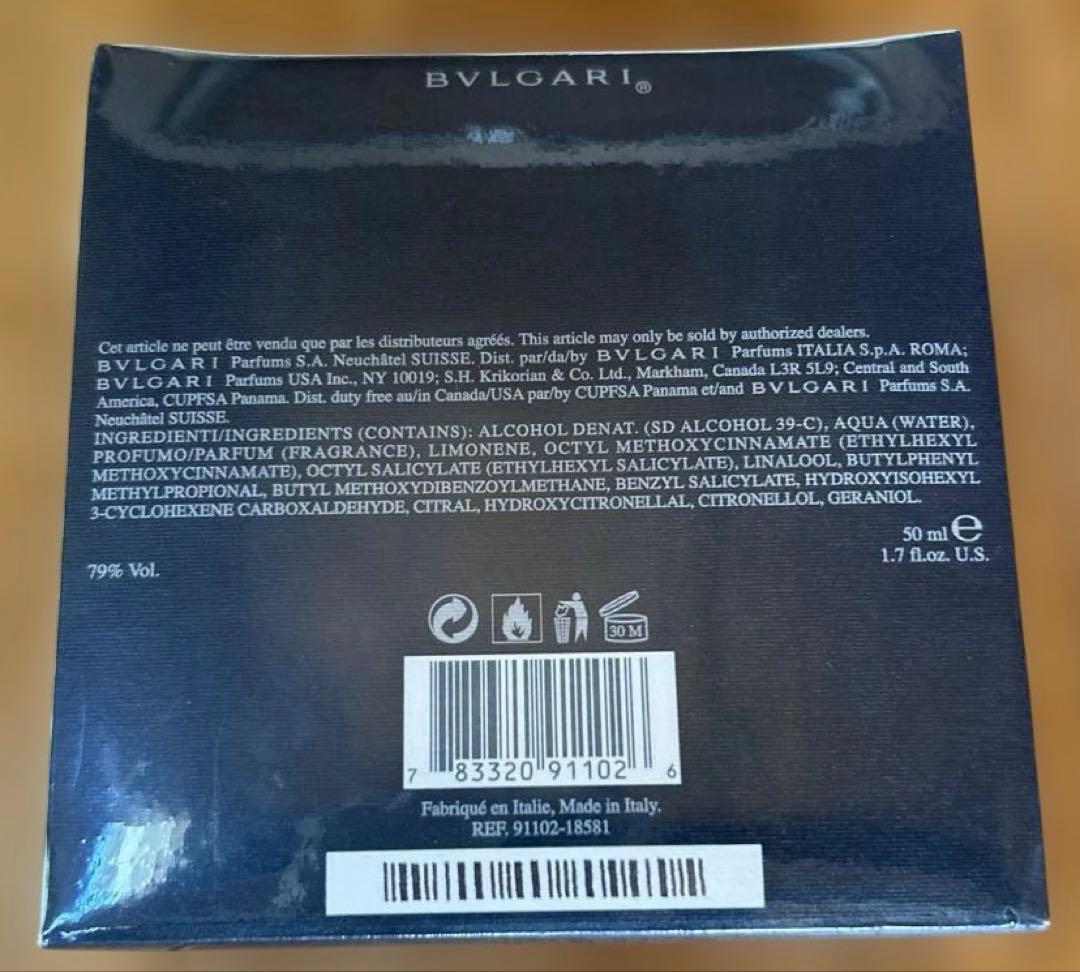 BVLGARI®
Cet article ne peut être vendu que par les distributeurs agréés. This article may only be sold by authorized dealers.
BVLGARI Parfums S.A. Neuchâtel SUISSE. Dist. par/da/by BVLGARI Parfums ITALIA S.p.A. ROMA;
BVLGARI Parfums USA Inc., NY 10019; S.H. Krikorian & Co. Ltd., Markham, Canada L3R 5L9; Central and South
America, CUPFSA Panama. Dist. duty free au/in Canada/USA par/by CUPFSA Panama et/and BVLGARI Parfums S.A.
Neuchâtel SUISSE.
INGREDIENTI/INGREDIENTS (CONTAINS): ALCOHOL DENAT. (SD ALCOHOL 39-C), AQUA (WATER),
PROFUMO/PARFUM (FRAGRANCE), LIMONENE, OCTYL METHOXYCINNAMATE (ETHYLHEXYL
METHOXYCINNAMATE), OCTYL SALICYLATE (ETHYLHEXYL SALICYLATE), LINALOOL, BUTYLPHENYL
METHYLPROPIONAL, BUTYL METHOXYDIBENZOYLMETHANE, BENZYL SALICYLATE, HYDROXYISOHEXYL
3-CYCLOHEXENE CARBOXALDEHYDE, CITRAL, HYDROXYCITRONELLAL, CITRONELLOL, GERANIOL.
50 ml e
1.7 fl.oz. U.S.
79% Vol.
30 M
7 83320 91102 6
Fabriqué en Italie, Made in Italy.
REF. 91102-18581